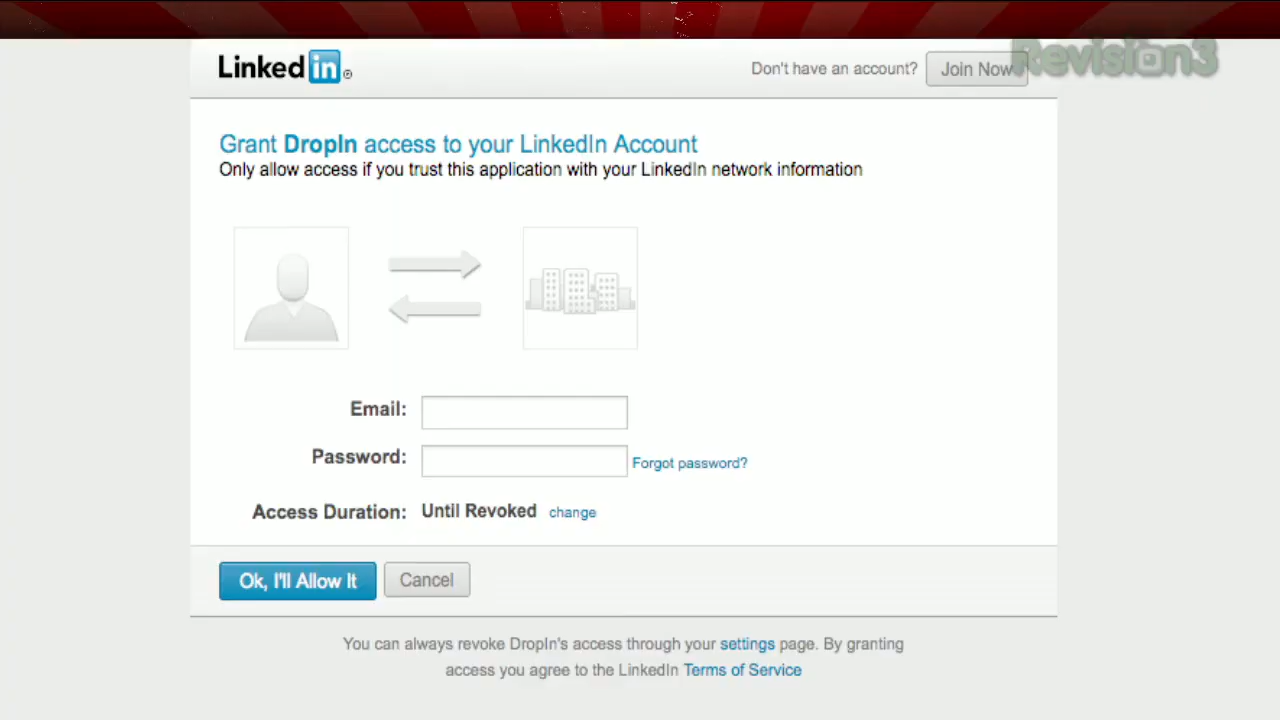 Linked in ®
Don't have an account? Join Now
Revision3
Grant DropIn access to your LinkedIn Account
Only allow access if you trust this application with your LinkedIn network information
Email:
Password:
Forgot password?
Access Duration: Until Revoked change
Ok, I'll Allow It Cancel
You can always revoke DropIn's access through your settings page. By granting
access you agree to the LinkedIn Terms of Service